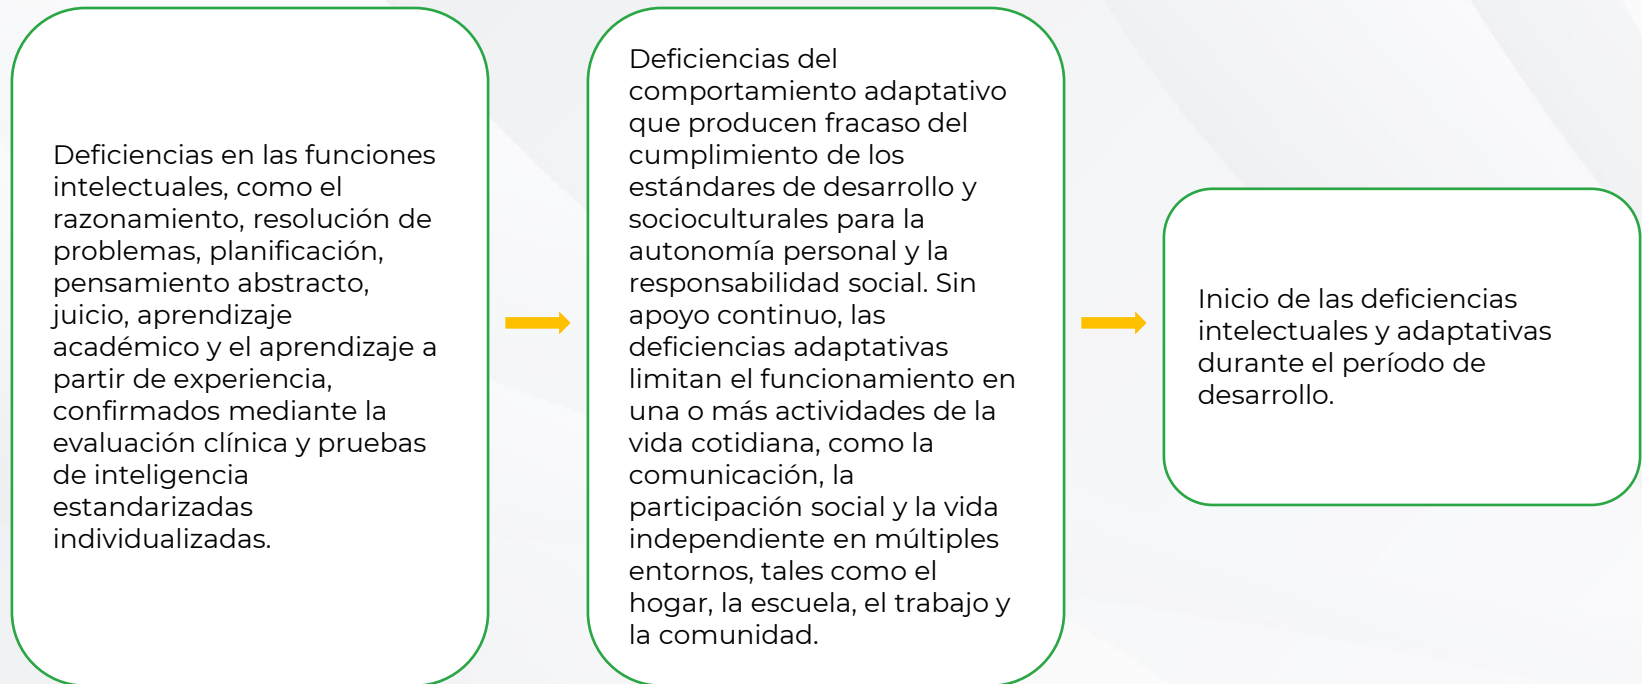 Deficiencias en las funciones
intelectuales, como el
razonamiento, resolución de
problemas, planificación,
pensamiento abstracto,
juicio, aprendizaje
académico y el aprendizaje a
partir de experiencia,
confirmados mediante la
evaluación clínica y pruebas
de inteligencia
estandarizadas
individualizadas.
Deficiencias del
comportamiento adaptativo
que producen fracaso del
cumplimiento de los
estándares de desarrollo y
socioculturales para la
autonomía personal y la
responsabilidad social. Sin
apoyo continuo, las
deficiencias adaptativas
limitan el funcionamiento en
una o más actividades de la
vida cotidiana, como la
comunicación, la
participación social y la vida
independiente en múltiples
entornos, tales como el
hogar, la escuela, el trabajo y
la comunidad.
Inicio de las deficiencias
intelectuales y adaptativas
durante el período de
desarrollo.